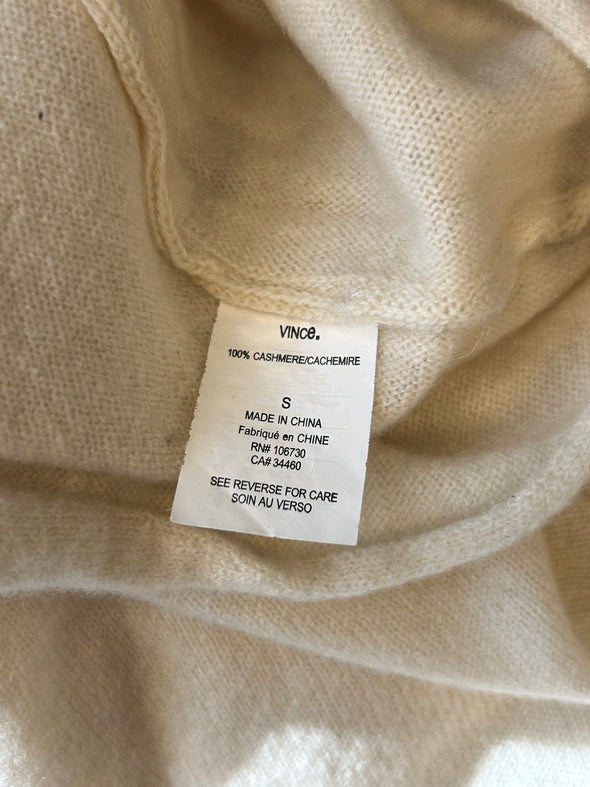 VINCe.
100% CASHMERE/CACHEMIRE
S
MADE IN CHINA
Fabriqué en CHINE
RN# 106730
CA# 34460
SEE REVERSE FOR CARE
SOIN AU VERSO